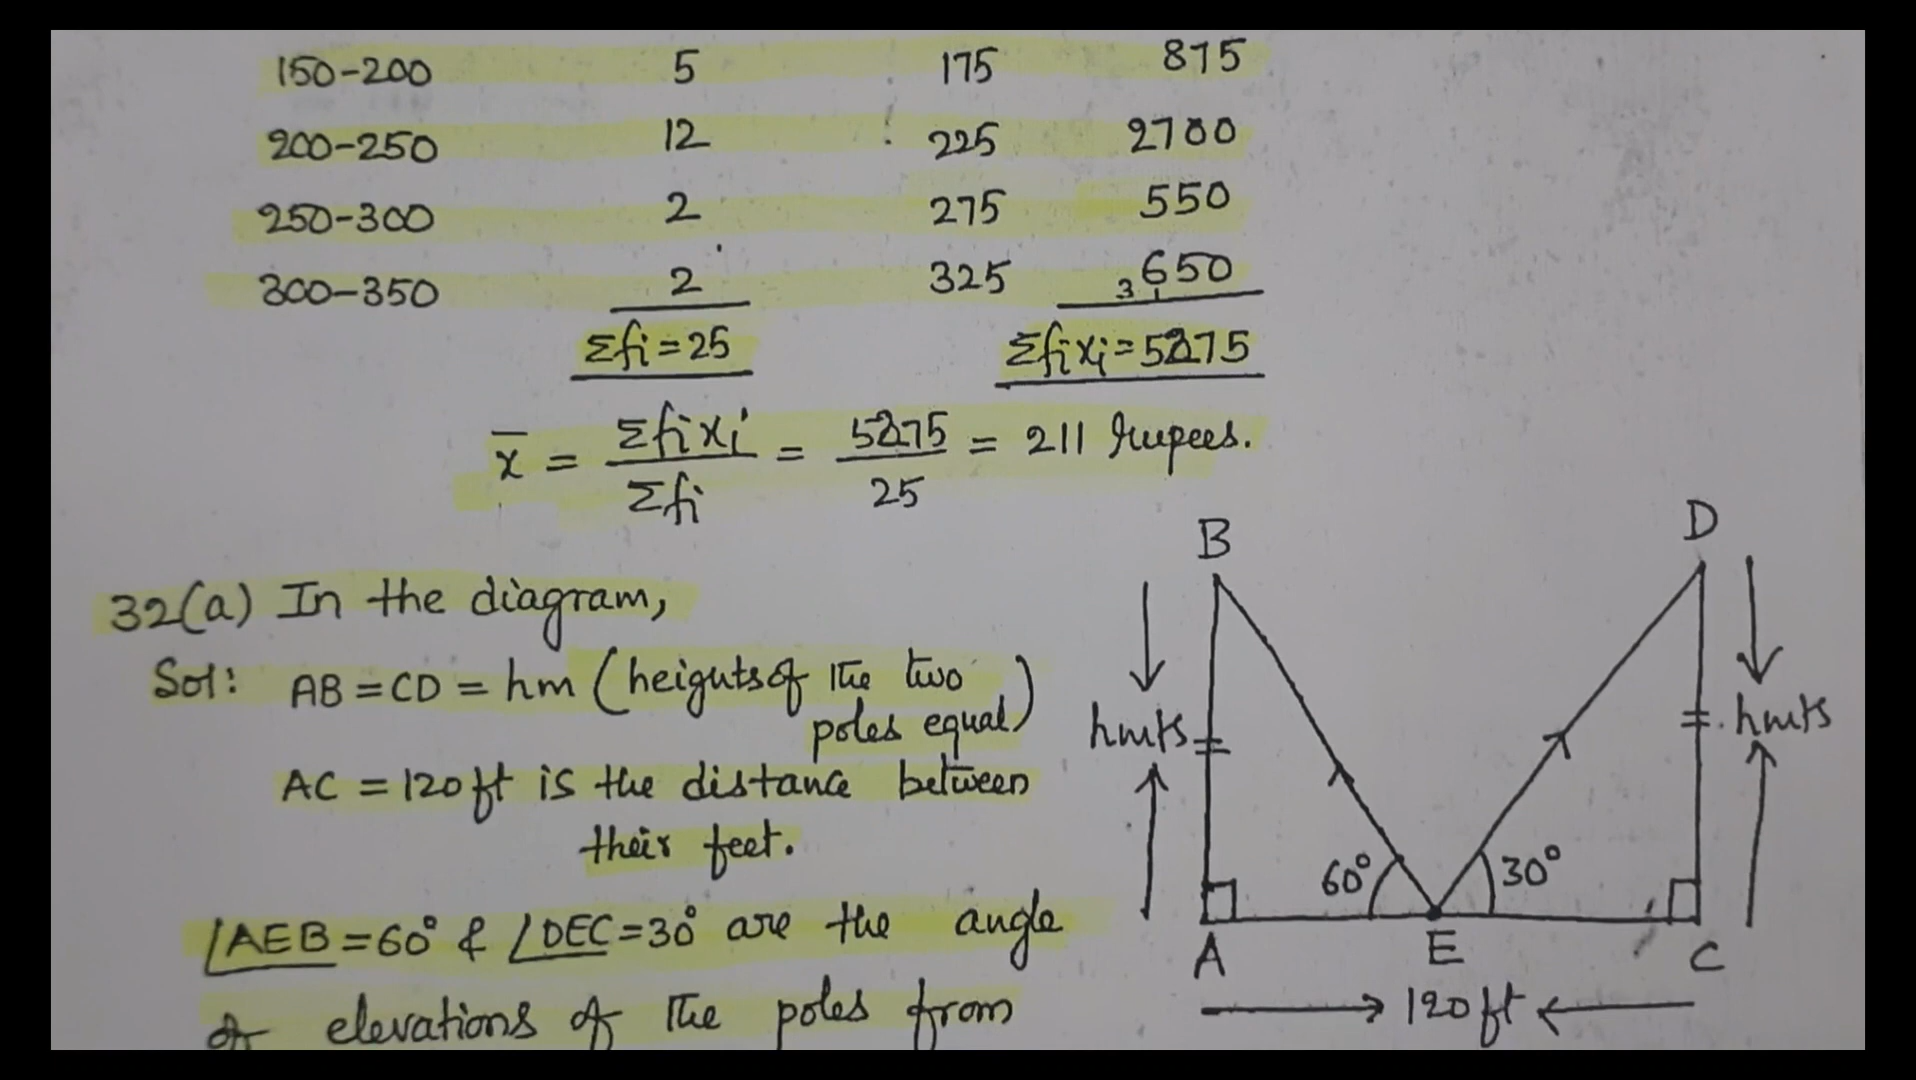 150-200 5 175 875
200-250 12 225 2700
250-300 2 275 550
300-350 2 325 650
3 1
Σfi=25 Σfixi=5275
x̄ = Σfixi / Σfi = 5275 / 25 = 211 rupees.
32(a) In the diagram,
Sol: AB = CD = hm (heights of the two
poles equal)
AC = 120ft is the distance between
their feet.
∠AEB = 60° & ∠DEC = 30° are the angle
of elevations of the poles from
B D
hmts hmts
60° 30°
A E C
120ft